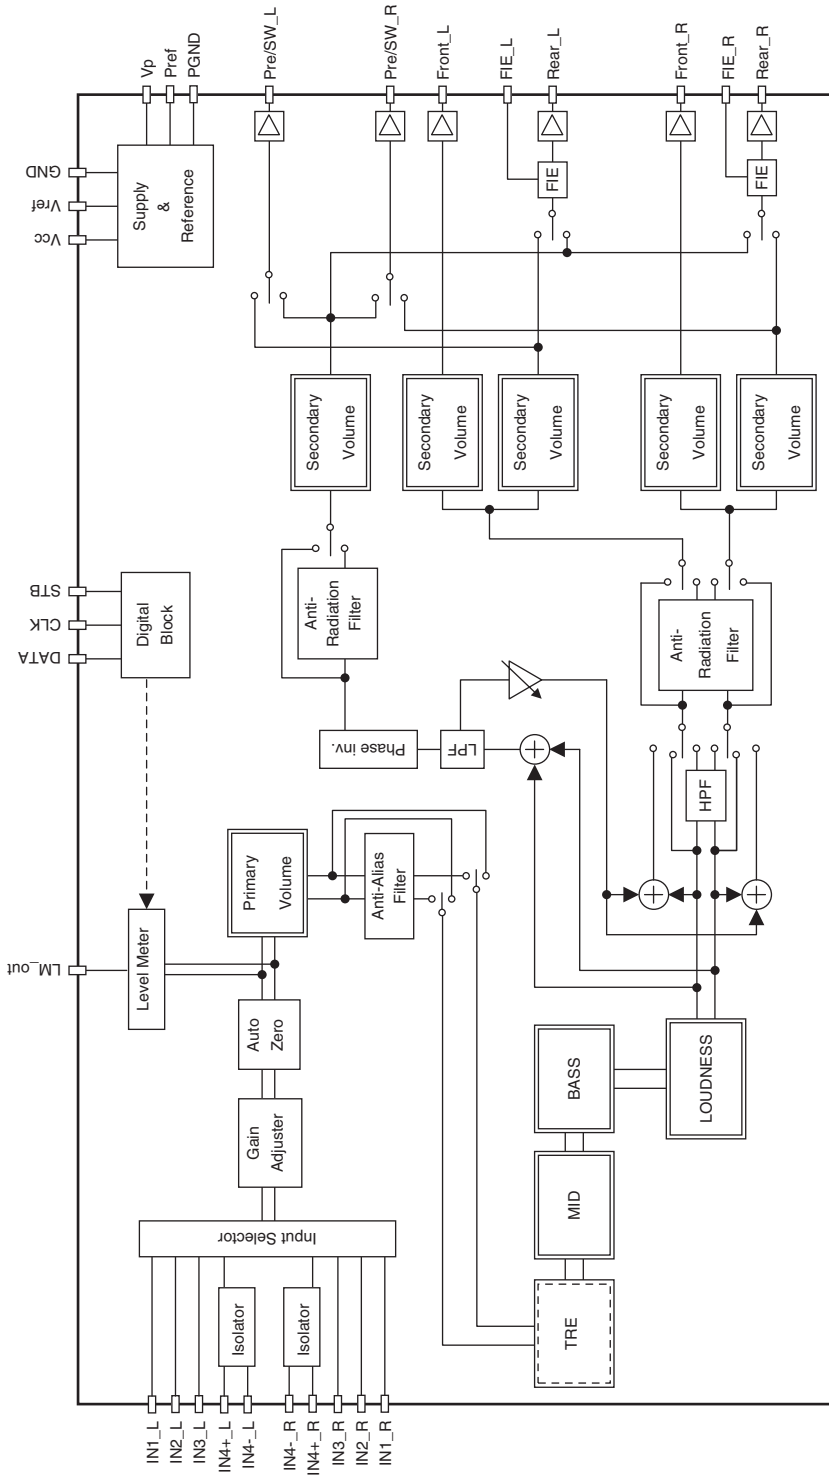 IN1_L
IN2_L
IN3_L
IN4+_L
IN4-_L
IN4-_R
IN4+_R
IN3_R
IN2_R
IN1_R
Isolator
Isolator
Input Selector
Gain
Adjuster
Auto
Zero
LM_out
Level Meter
Primary
Volume
Anti-Alias
Filter
TRE
MID
BASS
LOUDNESS
DATA
CLK
STB
Digital
Block
Phase inv.
LPF
HPF
Anti-
Radiation
Filter
Anti-
Radiation
Filter
Secondary
Volume
Secondary
Volume
Secondary
Volume
Secondary
Volume
Secondary
Volume
Vcc
Vref
GND
Supply
&
Reference
FIE
FIE
Vp
Pref
PGND
Pre/SW_L
Pre/SW_R
Front_L
FIE_L
Rear_L
Front_R
FIE_R
Rear_R